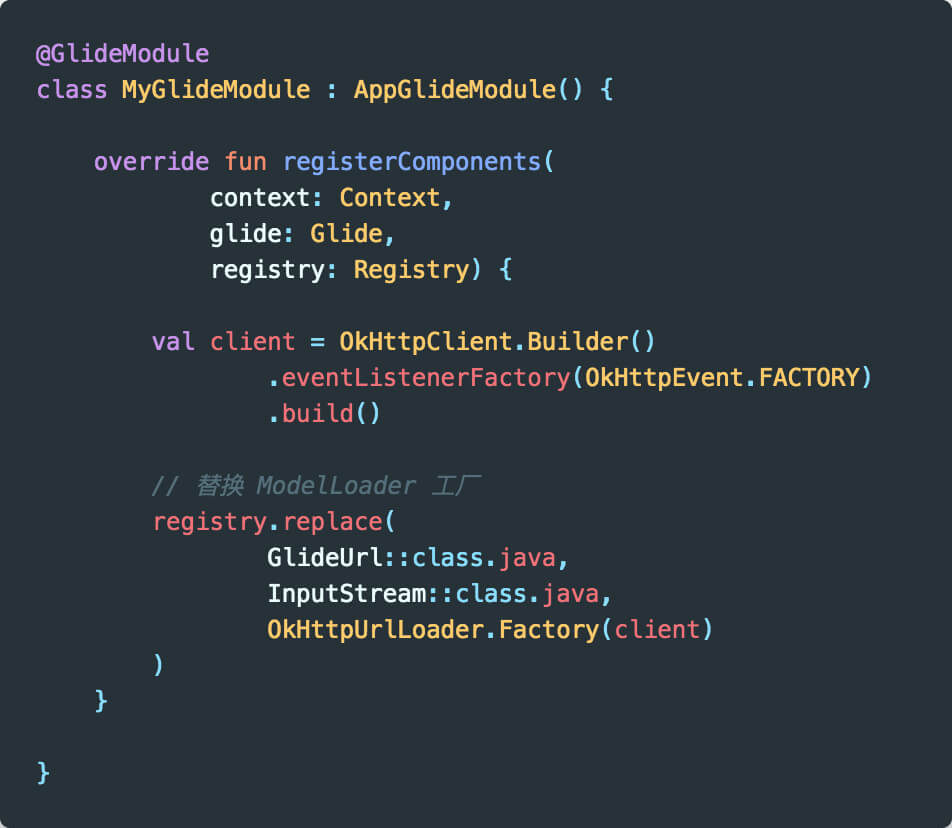 @GlideModule
class MyGlideModule : AppGlideModule() {
override fun registerComponents(
context: Context,
glide: Glide,
registry: Registry) {
val client = OkHttpClient.Builder()
.eventListenerFactory(OkHttpEvent.FACTORY)
.build()
// 替换 ModelLoader 工厂
registry.replace(
GlideUrl::class.java,
InputStream::class.java,
OkHttpUrlLoader.Factory(client)
)
}
}